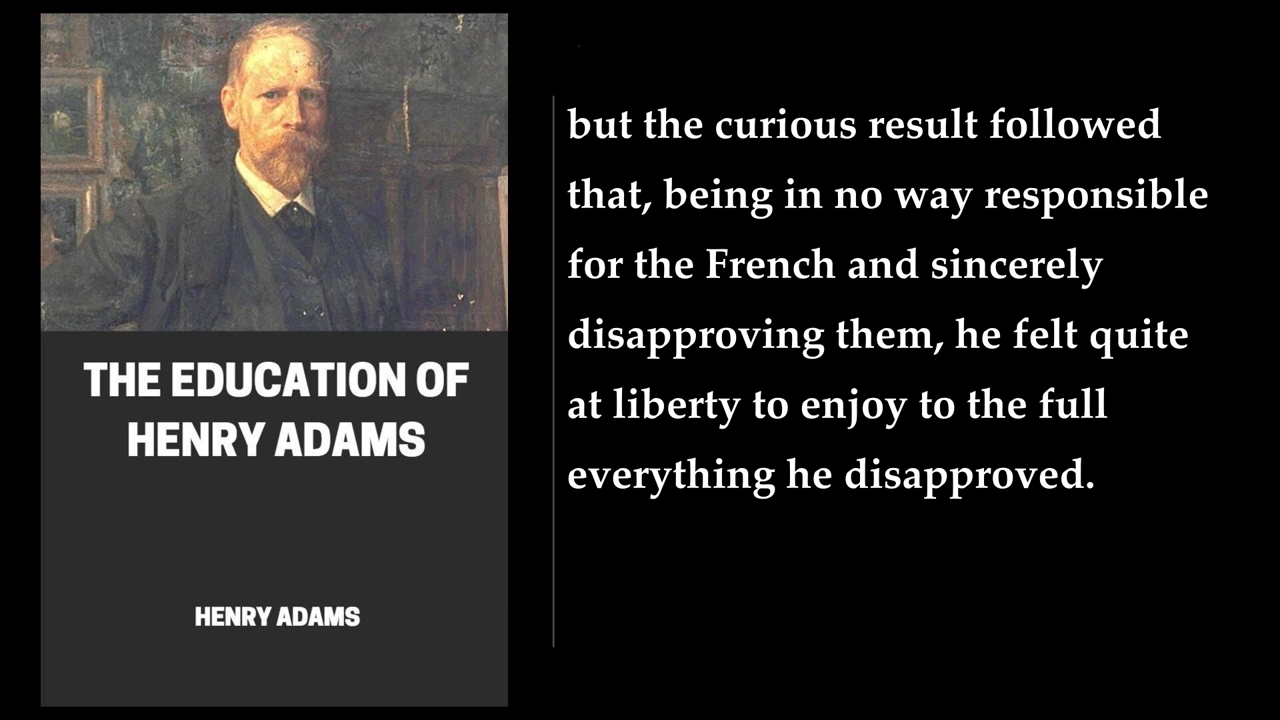 THE EDUCATION OF
HENRY ADAMS
HENRY ADAMS
but the curious result followed
that, being in no way responsible
for the French and sincerely
disapproving them, he felt quite
at liberty to enjoy to the full
everything he disapproved.